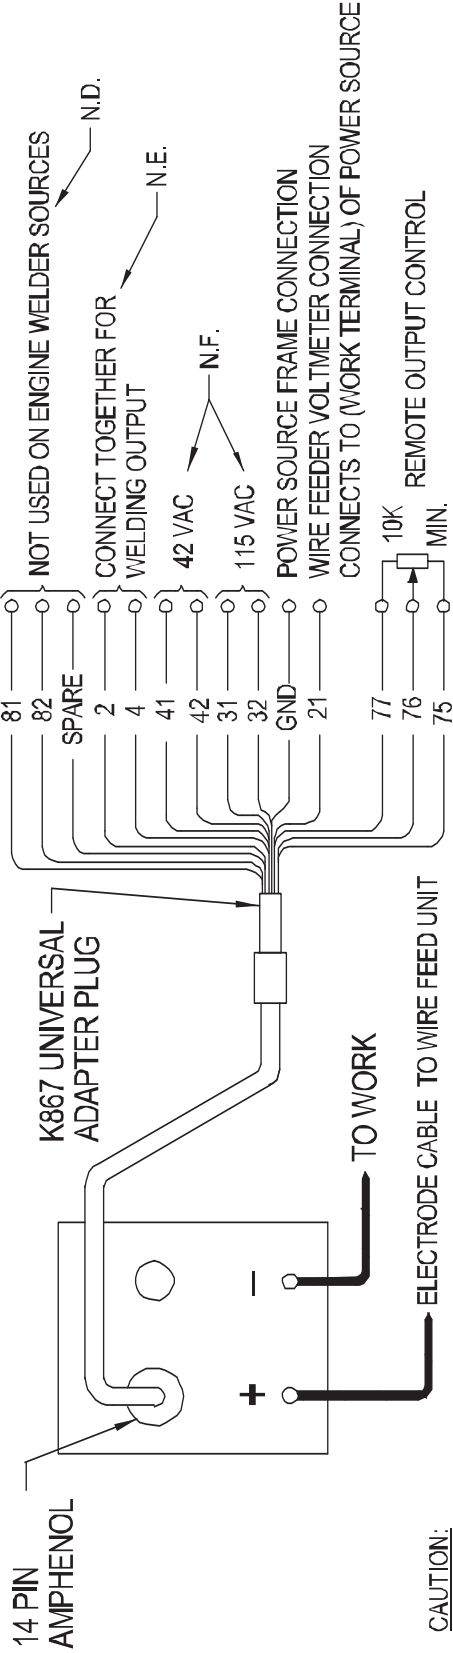 14 PIN
AMPHENOL
K867 UNIVERSAL
ADAPTER PLUG
81
82
SPARE
2
4
41
42
31
32
GND
21
77
76
75
NOT USED ON ENGINE WELDER SOURCES
N.D.
CONNECT TOGETHER FOR
WELDING OUTPUT
N.E.
42 VAC
115 VAC
N.F.
POWER SOURCE FRAME CONNECTION
WIRE FEEDER VOLTMETER CONNECTION
CONNECTS TO (WORK TERMINAL) OF POWER SOURCE
10K
MIN.
REMOTE OUTPUT CONTROL
+
–
TO WORK
ELECTRODE CABLE TO WIRE FEED UNIT
CAUTION: